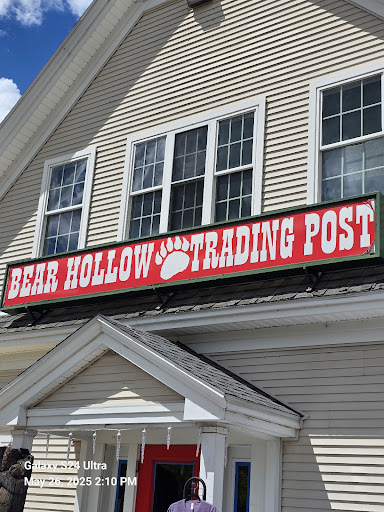 BEAR HOLLOW TRADING POST
Galaxy S24 Ultra
May 26, 2025 2:10 PM